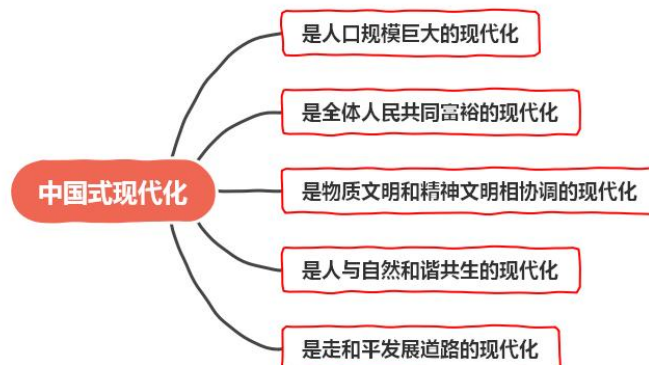 中国式现代化
是人口规模巨大的现代化
是全体人民共同富裕的现代化
是物质文明和精神文明相协调的现代化
是人与自然和谐共生的现代化
是走和平发展道路的现代化